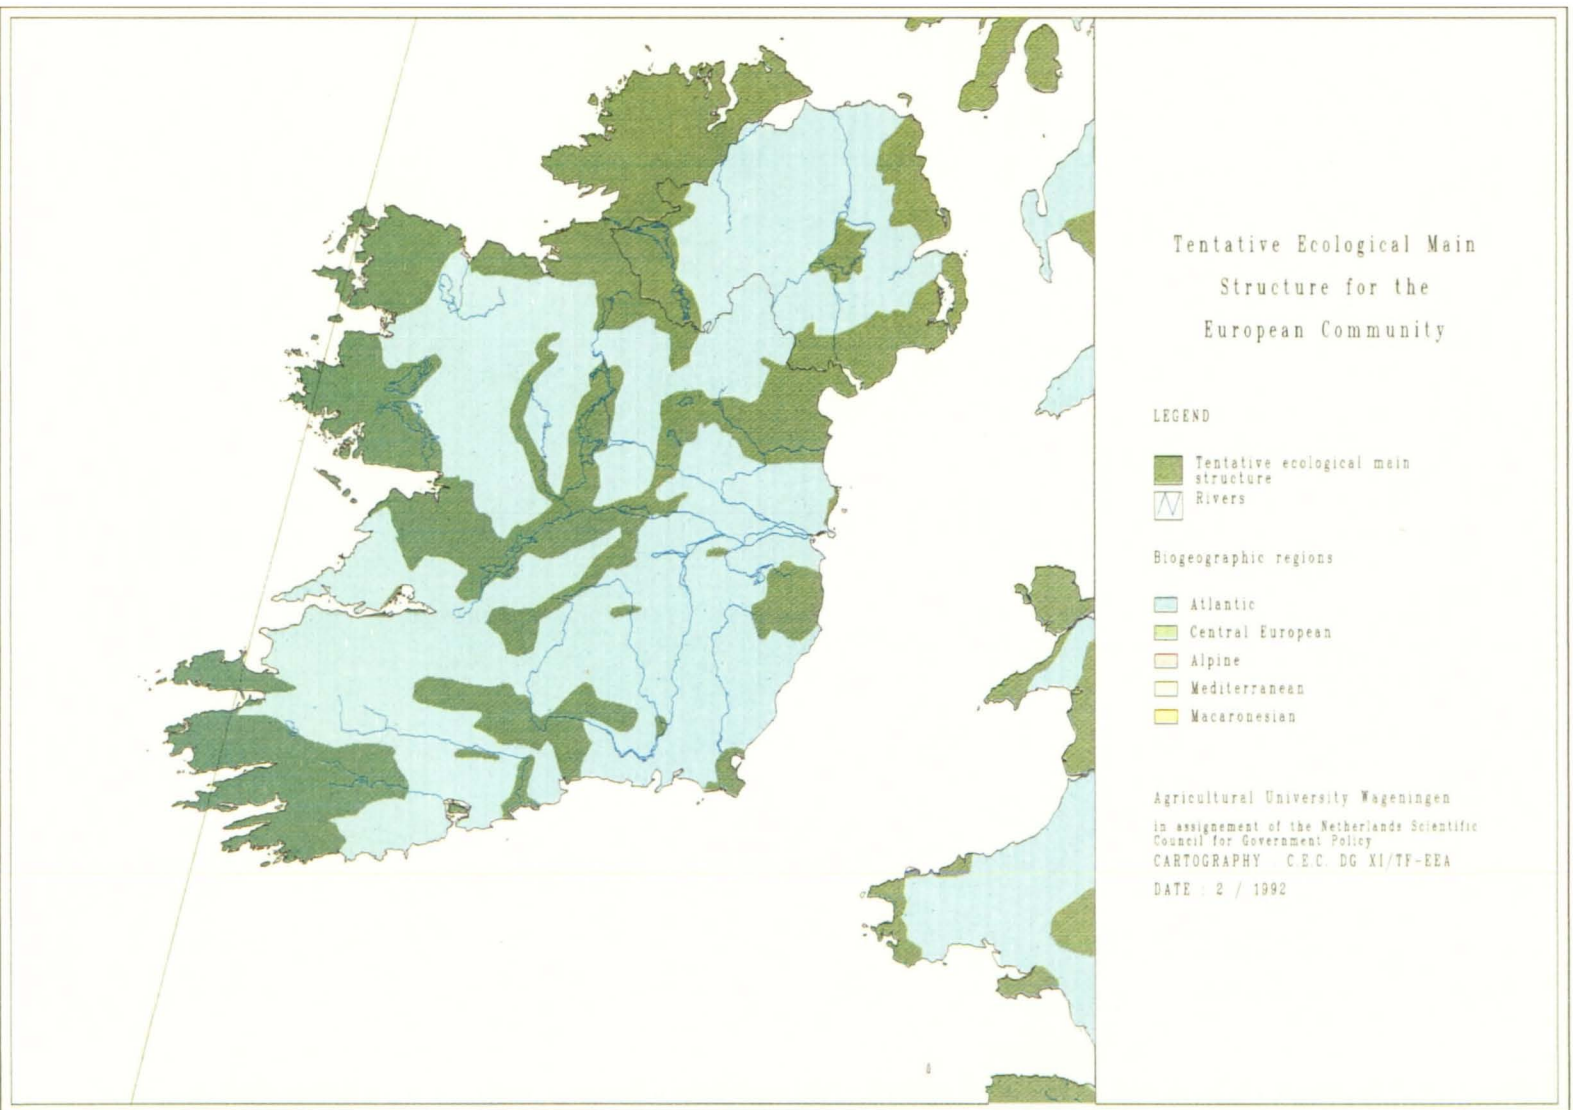 Tentative Ecological Main
Structure for the
European Community
LEGEND
Tentative ecological main
structure
Rivers
Biogeographic regions
Atlantic
Central European
Alpine
Mediterranean
Macaronesian
Agricultural University Wageningen
in assignement of the Netherlands Scientific
Council for Government Policy
CARTOGRAPHY : C.E.C. DG XI/TF-EEA
DATE : 2 / 1992